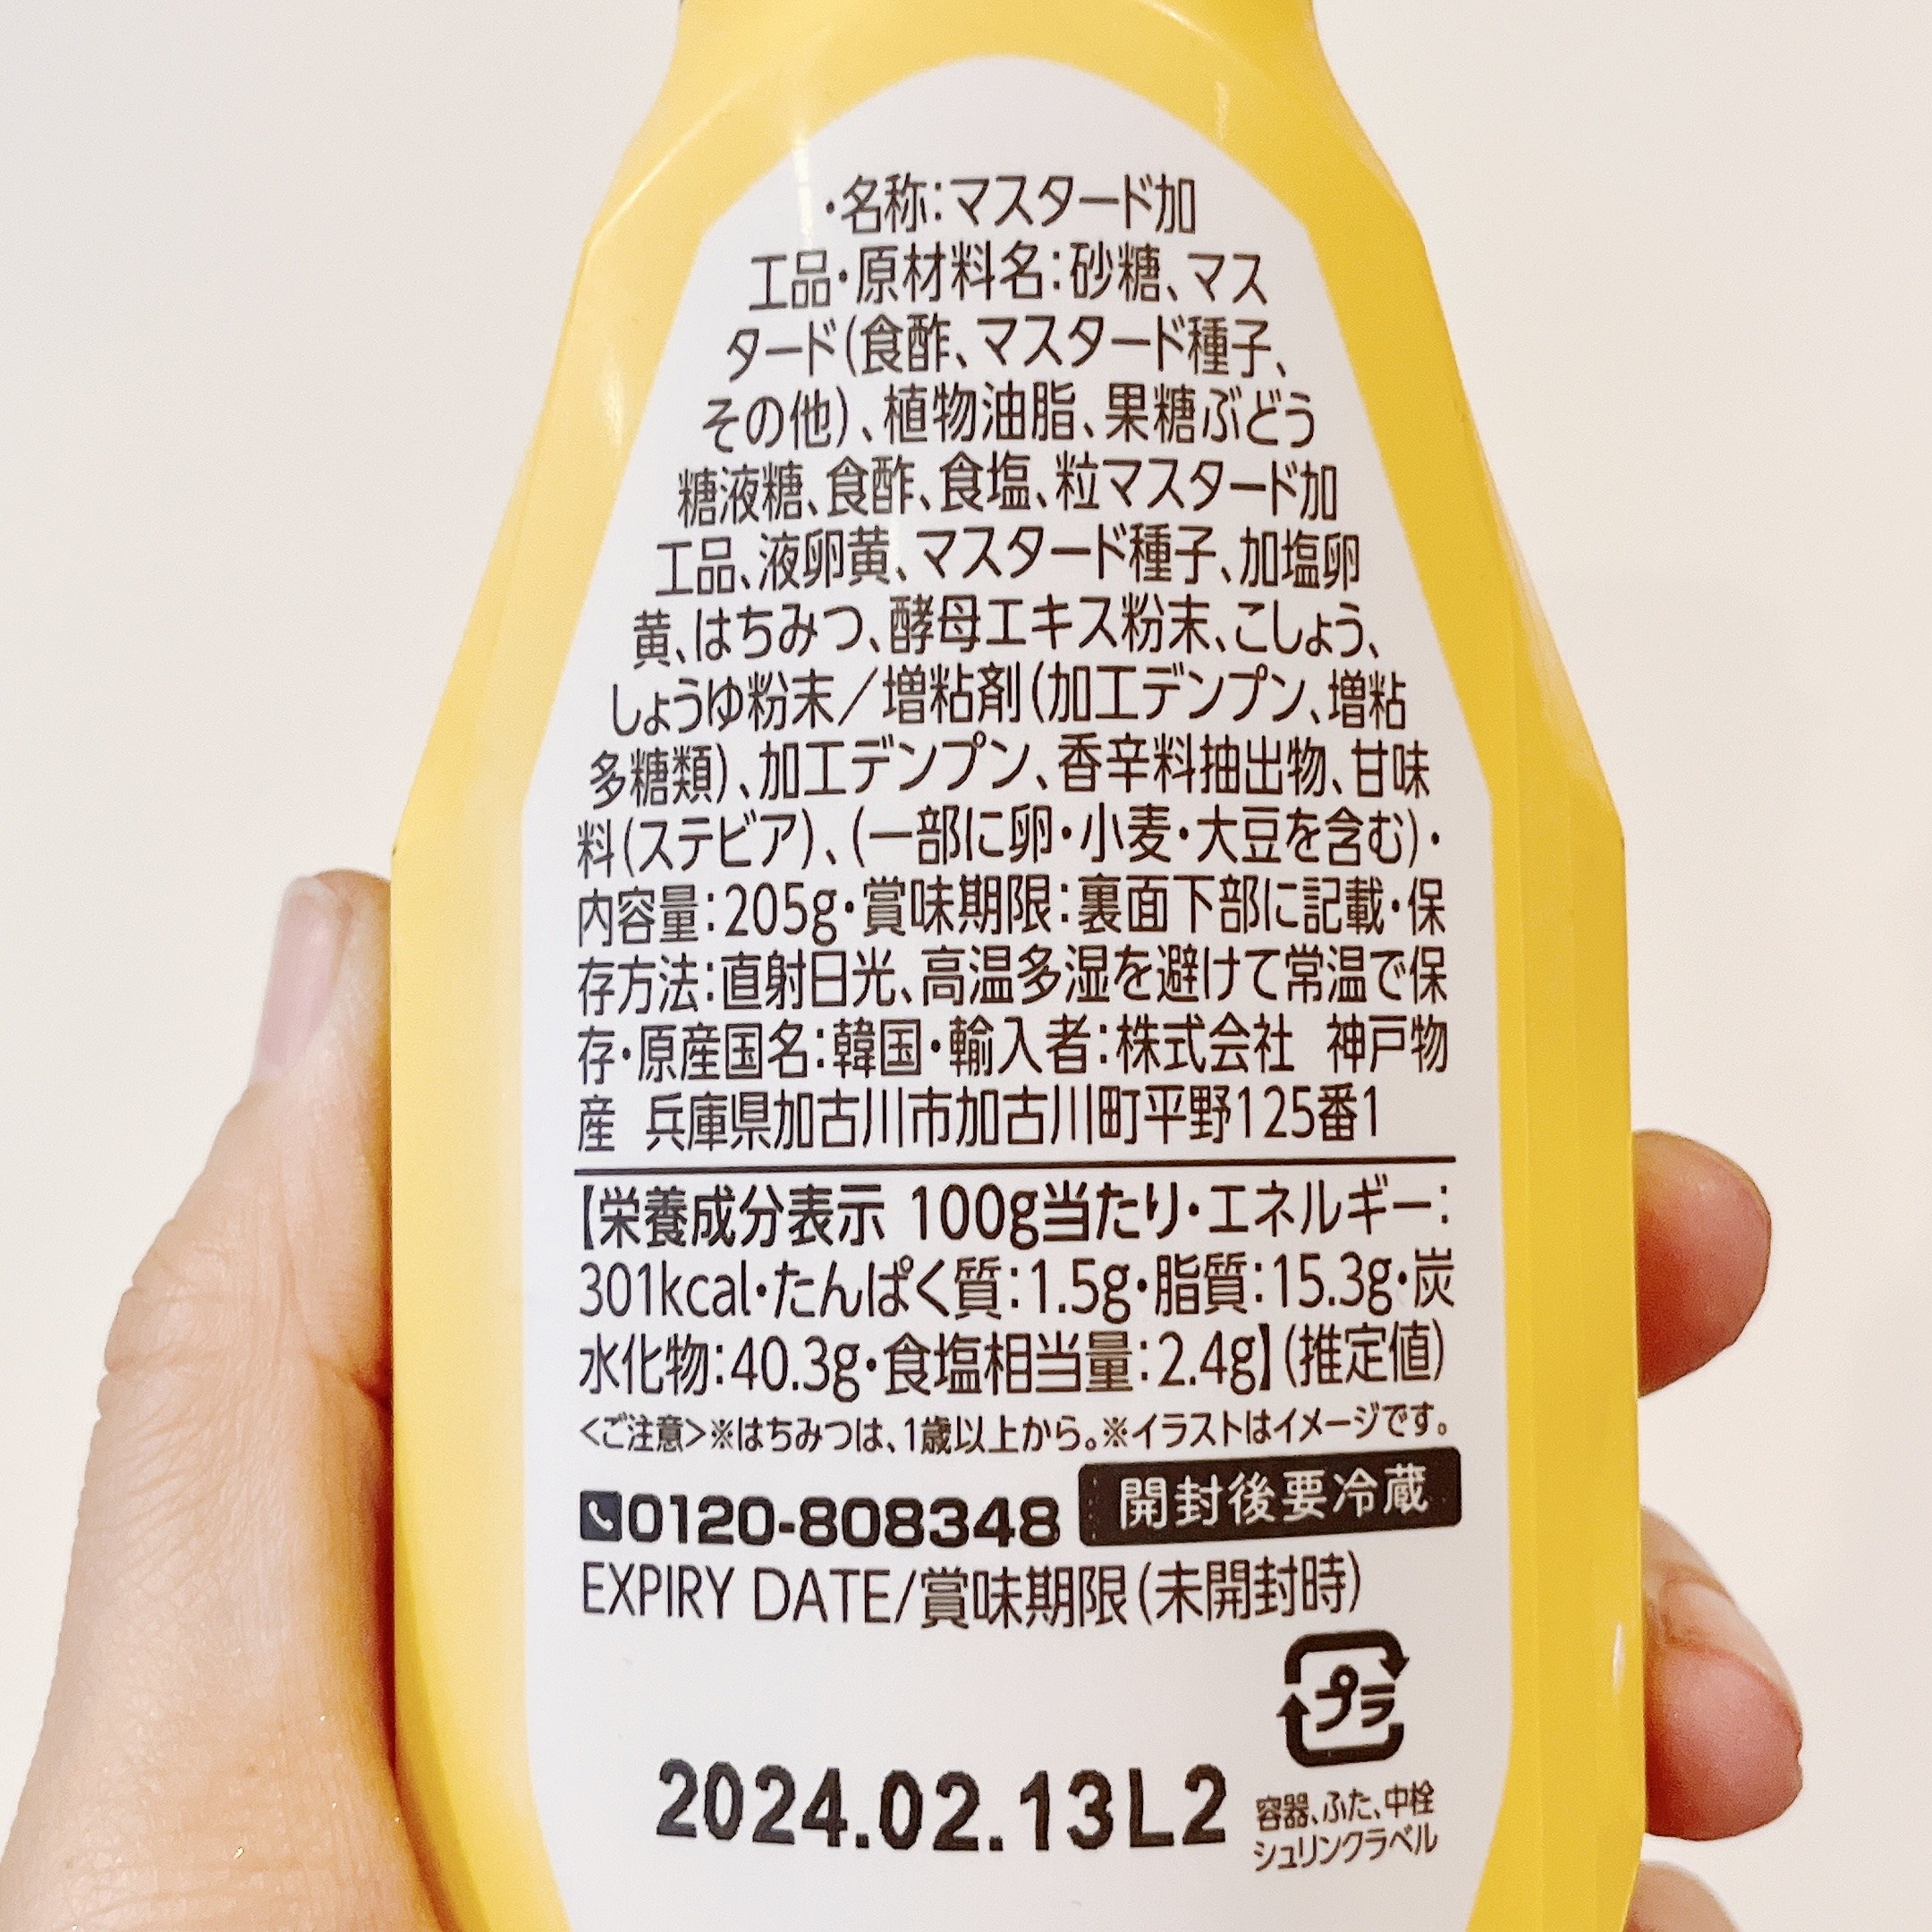 ・名称:マスタード加
工品・原材料名:砂糖、マス
タード(食酢、マスタード種子、
その他)、植物油脂、果糖ぶどう
糖液糖、食酢、食塩、粒マスタード加
工品、液卵黄、マスタード種子、加塩卵
黄、はちみつ、酵母エキス粉末、こしょう、
しょうゆ粉末/増粘剤(加工デンプン、増粘
多糖類)、加工デンプン、香辛料抽出物、甘味
料(ステビア)、(一部に卵・小麦・大豆を含む)・
内容量:205g・賞味期限:裏面下部に記載・保
存方法:直射日光、高温多湿を避けて常温で保
存・原産国名:韓国・輸入者:株式会社 神戸物
産 兵庫県加古川市加古川町平野125番1
【栄養成分表示 100g当たり・エネルギー:
301kcal・たんぱく質:1.5g・脂質:15.3g・炭
水化物:40.3g・食塩相当量:2.4g】(推定値)
<ご注意>※はちみつは、1歳以上から。※イラストはイメージです。
0120-808348 開封後要冷蔵
EXPIRY DATE/賞味期限(未開封時)
プラ
2024.02.13L2
容器、ふた、中栓
シュリンクラベル